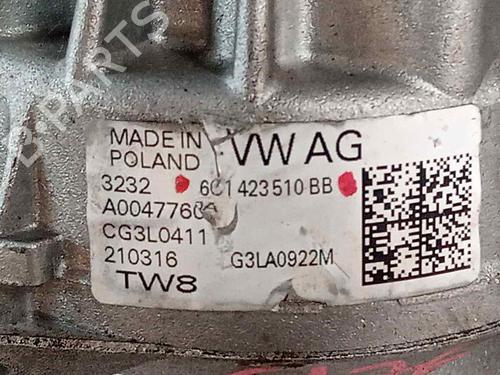 B-PARTS
MADE IN
POLAND
VW AG
3232 6C1 423 510 BB
CG3L0411
210316 G3LA0922M
TW8